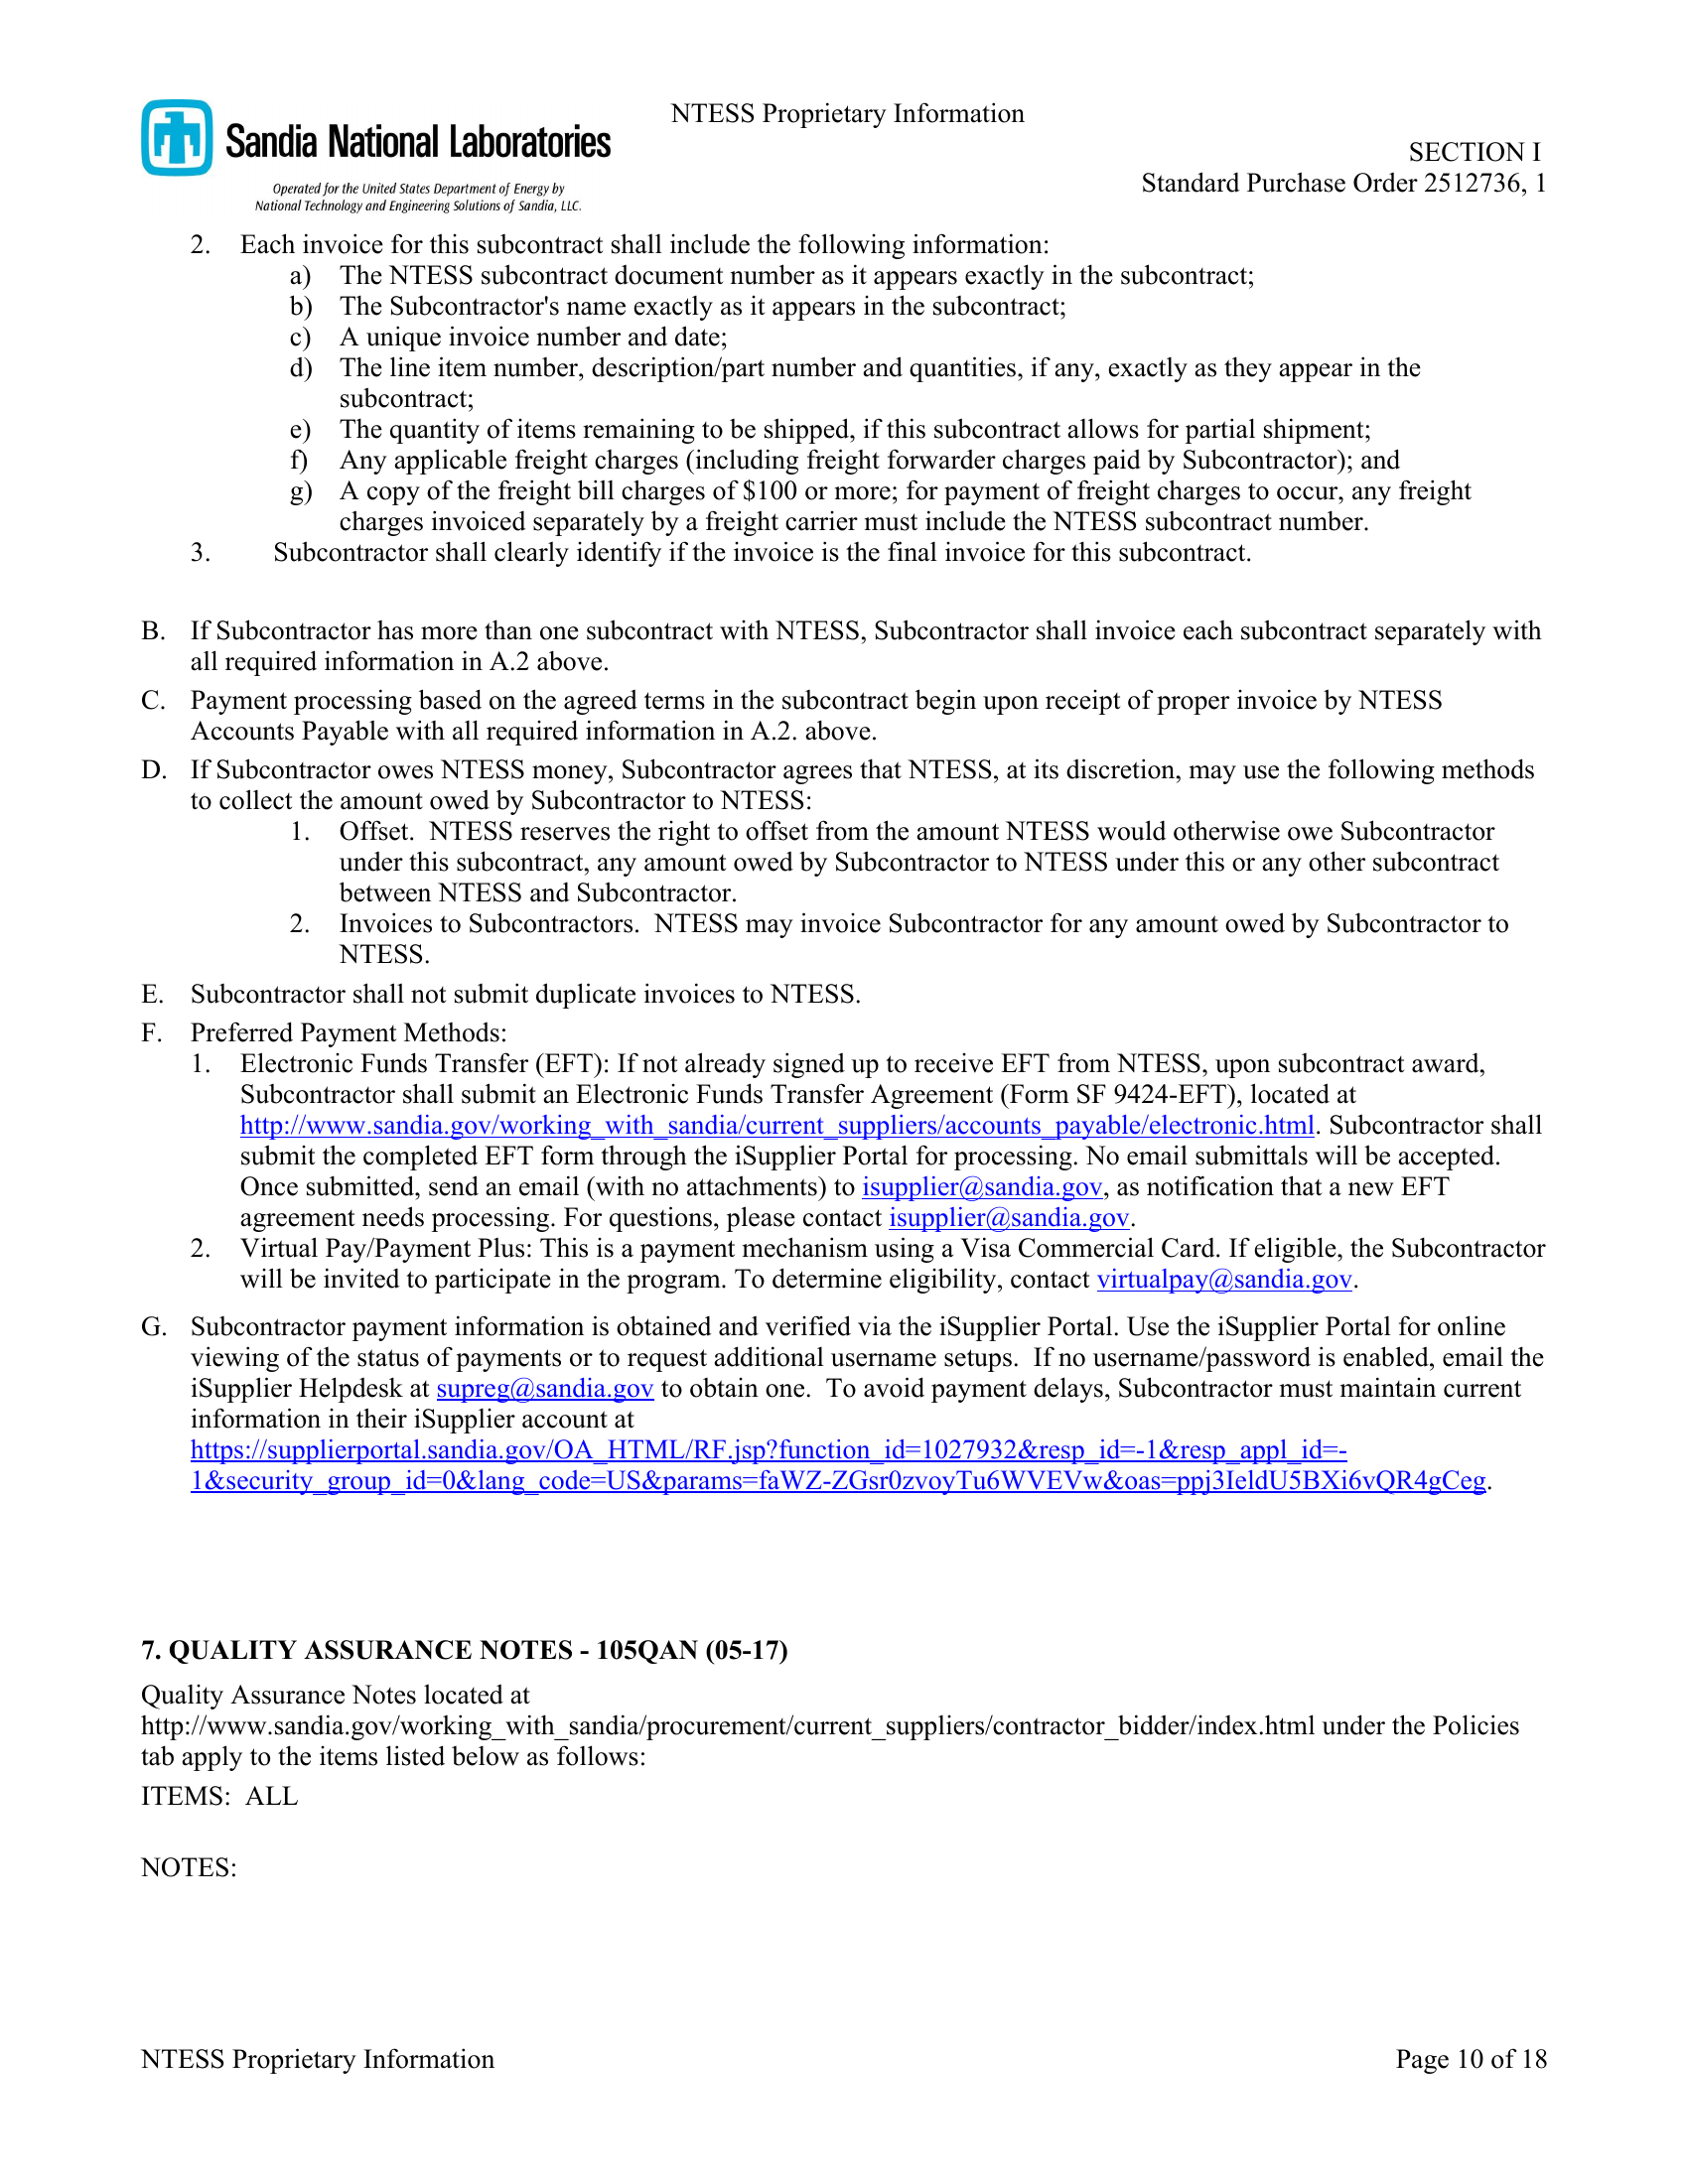 NTESS Proprietary Information
Sandia National Laboratories
Operated for the United States Department of Energy by
National Technology and Engineering Solutions of Sandia, LLC.
SECTION I
Standard Purchase Order 2512736, 1
2. Each invoice for this subcontract shall include the following information:
a) The NTESS subcontract document number as it appears exactly in the subcontract;
b) The Subcontractor's name exactly as it appears in the subcontract;
c) A unique invoice number and date;
d) The line item number, description/part number and quantities, if any, exactly as they appear in the
subcontract;
e) The quantity of items remaining to be shipped, if this subcontract allows for partial shipment;
f) Any applicable freight charges (including freight forwarder charges paid by Subcontractor); and
g) A copy of the freight bill charges of $100 or more; for payment of freight charges to occur, any freight
charges invoiced separately by a freight carrier must include the NTESS subcontract number.
3. Subcontractor shall clearly identify if the invoice is the final invoice for this subcontract.
B. If Subcontractor has more than one subcontract with NTESS, Subcontractor shall invoice each subcontract separately with
all required information in A.2 above.
C. Payment processing based on the agreed terms in the subcontract begin upon receipt of proper invoice by NTESS
Accounts Payable with all required information in A.2. above.
D. If Subcontractor owes NTESS money, Subcontractor agrees that NTESS, at its discretion, may use the following methods
to collect the amount owed by Subcontractor to NTESS:
1. Offset. NTESS reserves the right to offset from the amount NTESS would otherwise owe Subcontractor
under this subcontract, any amount owed by Subcontractor to NTESS under this or any other subcontract
between NTESS and Subcontractor.
2. Invoices to Subcontractors. NTESS may invoice Subcontractor for any amount owed by Subcontractor to
NTESS.
E. Subcontractor shall not submit duplicate invoices to NTESS.
F. Preferred Payment Methods:
1. Electronic Funds Transfer (EFT): If not already signed up to receive EFT from NTESS, upon subcontract award,
Subcontractor shall submit an Electronic Funds Transfer Agreement (Form SF 9424-EFT), located at
http://www.sandia.gov/working_with_sandia/current_suppliers/accounts_payable/electronic.html. Subcontractor shall
submit the completed EFT form through the iSupplier Portal for processing. No email submittals will be accepted.
Once submitted, send an email (with no attachments) to isupplier@sandia.gov, as notification that a new EFT
agreement needs processing. For questions, please contact isupplier@sandia.gov.
2. Virtual Pay/Payment Plus: This is a payment mechanism using a Visa Commercial Card. If eligible, the Subcontractor
will be invited to participate in the program. To determine eligibility, contact virtualpay@sandia.gov.
G. Subcontractor payment information is obtained and verified via the iSupplier Portal. Use the iSupplier Portal for online
viewing of the status of payments or to request additional username setups. If no username/password is enabled, email the
iSupplier Helpdesk at supreg@sandia.gov to obtain one. To avoid payment delays, Subcontractor must maintain current
information in their iSupplier account at
https://supplierportal.sandia.gov/OA_HTML/RF.jsp?function_id=1027932&resp_id=-1&resp_appl_id=-
1&security_group_id=0&lang_code=US&params=faWZ-ZGsr0zvoyTu6WVEVw&oas=ppj3IeldU5BXi6vQR4gCeg.
7. QUALITY ASSURANCE NOTES - 105QAN (05-17)
Quality Assurance Notes located at
http://www.sandia.gov/working_with_sandia/procurement/current_suppliers/contractor_bidder/index.html under the Policies
tab apply to the items listed below as follows:
ITEMS: ALL
NOTES:
NTESS Proprietary Information
Page 10 of 18